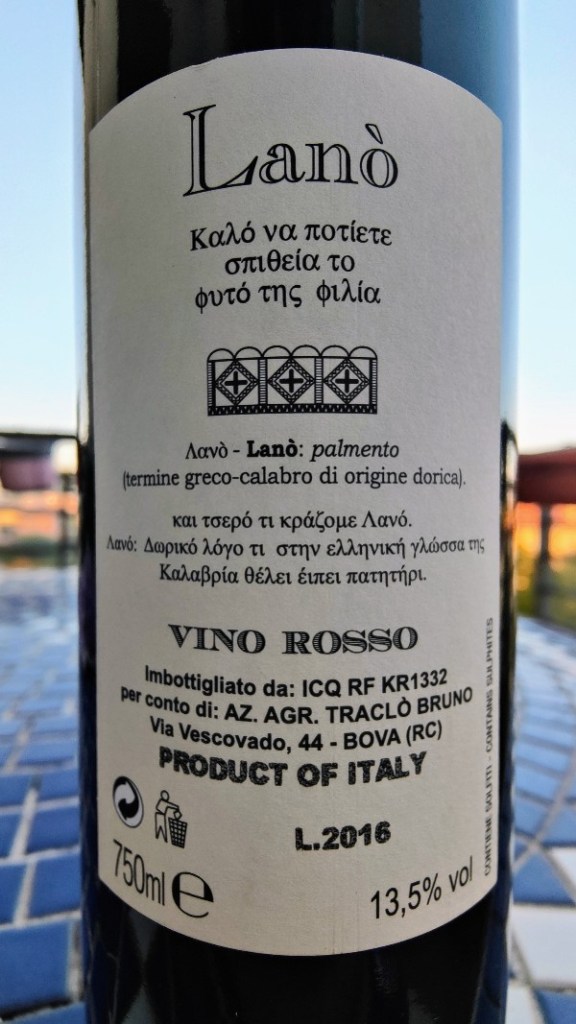 Lanò
Καλό να ποτίετε
σπιθεία το
φυτό της φιλία
Λανὸ - Lanò: palmento
(termine greco-calabro di origine dorica).
και τσερό τι κράζομε Λανό.
Λανό: Δωρικό λόγο τι στην ελληνική γλώσσα της
Καλαβρία θέλει έιπει πατητήρι.
VINO ROSSO
Imbottigliato da: ICQ RF KR1332
per conto di: AZ. AGR. TRACLÒ BRUNO
Via Vescovado, 44 - BOVA (RC)
PRODUCT OF ITALY
L.2016
750ml e
13,5% vol
CONTIENE SOLFITI - CONTAINS SULPHITES